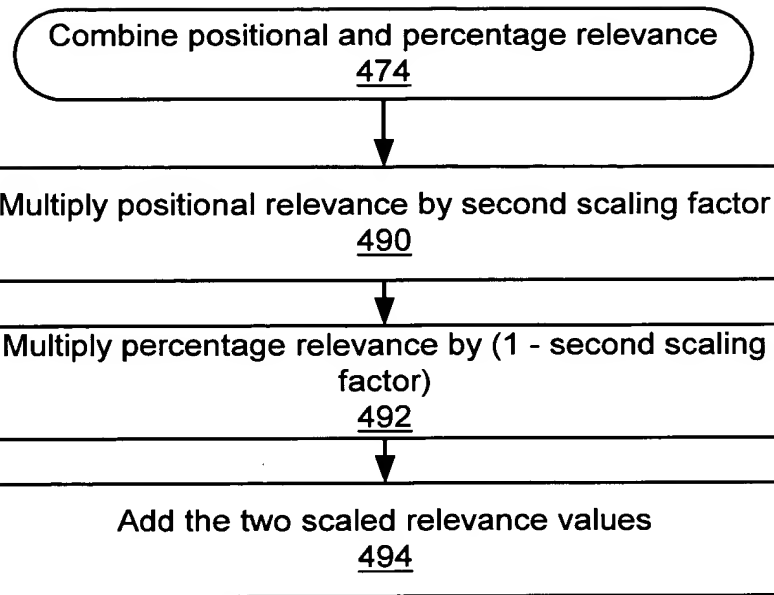 Combine positional and percentage relevance
474
Multiply positional relevance by second scaling factor
490
Multiply percentage relevance by (1 - second scaling
factor)
492
Add the two scaled relevance values
494